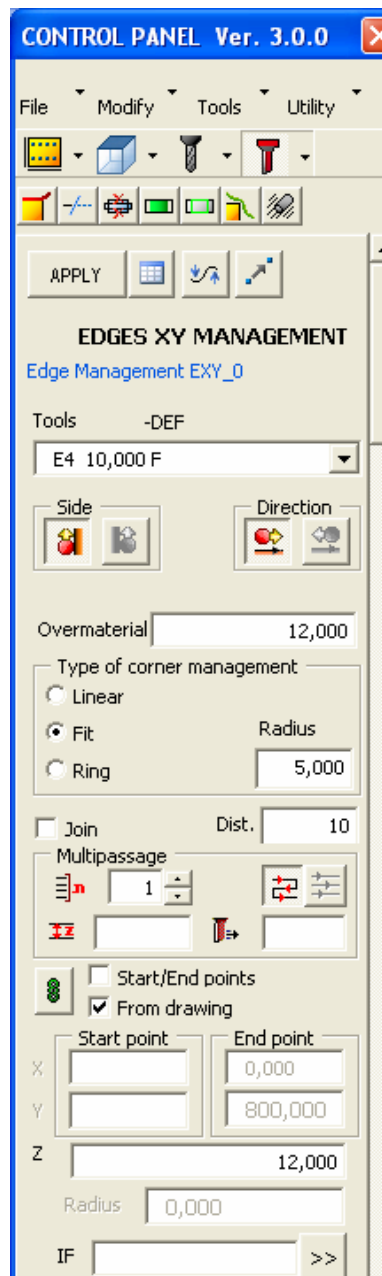 CONTROL PANEL Ver. 3.0.0
File Modify Tools Utility
APPLY
EDGES XY MANAGEMENT
Edge Management EXY_0
Tools -DEF
E4 10,000 F
Side Direction
Overmaterial 12,000
Type of corner management
Linear
Fit Radius
Ring 5,000
Join Dist. 10
Multipassage
n 1
Z
Start/End points
From drawing
Start point End point
X 0,000
Y 800,000
Z 12,000
Radius 0,000
IF >>